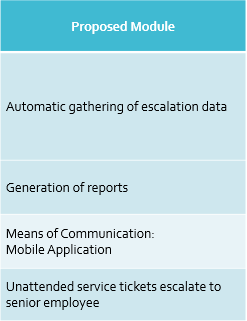 Proposed Module
Automatic gathering of escalation data
Generation of reports
Means of Communication:
Mobile Application
Unattended service tickets escalate to
senior employee